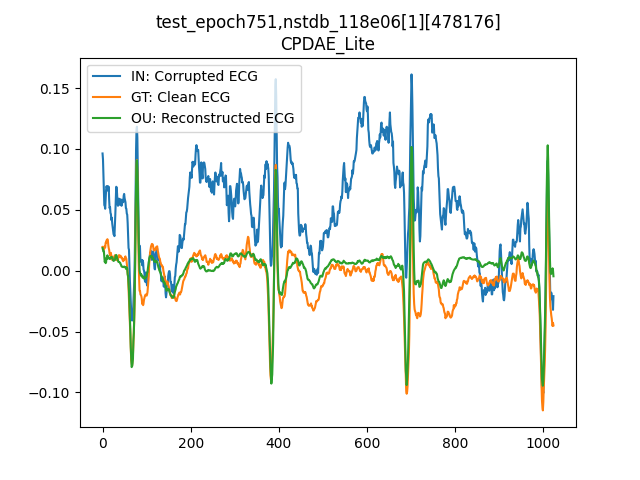 test_epoch751,nstdb_118e06[1][478176]
CPDAE_Lite
IN: Corrupted ECG
GT: Clean ECG
OU: Reconstructed ECG
0.15
0.10
0.05
0.00
−0.05
−0.10
0 200 400 600 800 1000